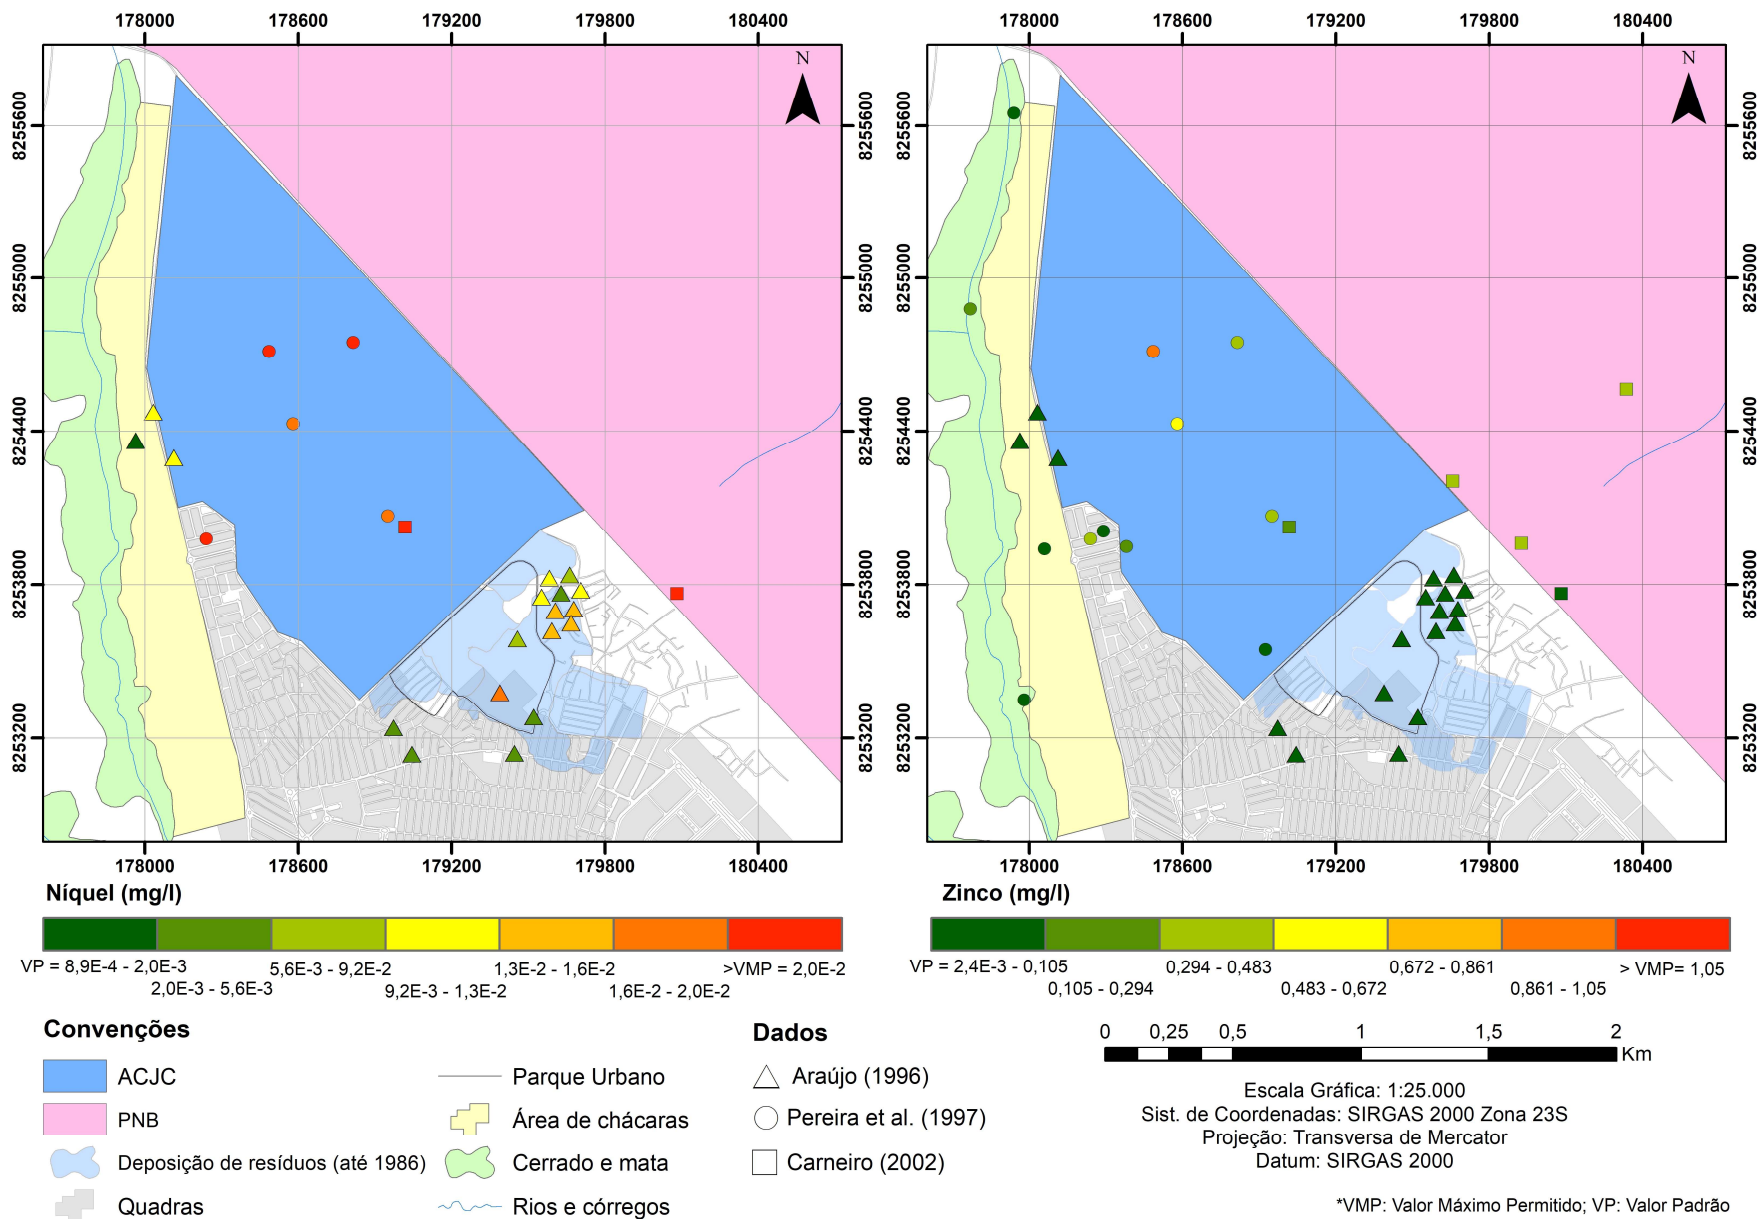 178000 178600 179200 179800 180400
178000 178600 179200 179800 180400
N
N
8255600 8255600 8255600 8255600
8255000 8255000 8255000 8255000
8254400 8254400 8254400 8254400
8253800 8253800 8253800 8253800
8253200 8253200 8253200 8253200
178000 178600 179200 179800 180400
178000 178600 179200 179800 180400
Níquel (mg/l)
VP = 8,9E-4 - 2,0E-3
2,0E-3 - 5,6E-3
5,6E-3 - 9,2E-2
9,2E-3 - 1,3E-2
1,3E-2 - 1,6E-2
1,6E-2 - 2,0E-2
>VMP = 2,0E-2
Zinco (mg/l)
VP = 2,4E-3 - 0,105
0,105 - 0,294
0,294 - 0,483
0,483 - 0,672
0,672 - 0,861
0,861 - 1,05
> VMP= 1,05
Convenções
ACJC
PNB
Deposição de resíduos (até 1986)
Quadras
Parque Urbano
Área de chácaras
Cerrado e mata
Rios e córregos
Dados
Araújo (1996)
Pereira et al. (1997)
Carneiro (2002)
0 0,25 0,5 1 1,5 2
Km
Escala Gráfica: 1:25.000
Sist. de Coordenadas: SIRGAS 2000 Zona 23S
Projeção: Transversa de Mercator
Datum: SIRGAS 2000
*VMP: Valor Máximo Permitido; VP: Valor Padrão